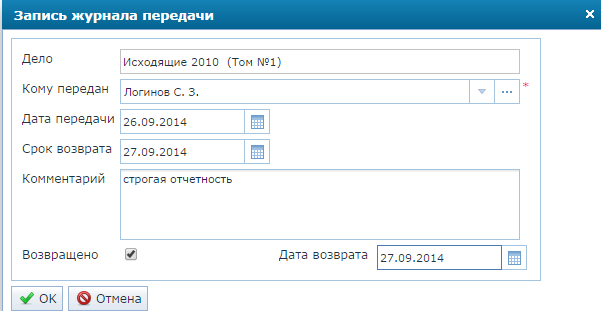 Запись журнала передачи
Дело Исходящие 2010 (Том №1)
Кому передан Логинов С. З. ... *
Дата передачи 26.09.2014
Срок возврата 27.09.2014
Комментарий строгая отчетность
Возвращено Дата возврата 27.09.2014
OK Отмена